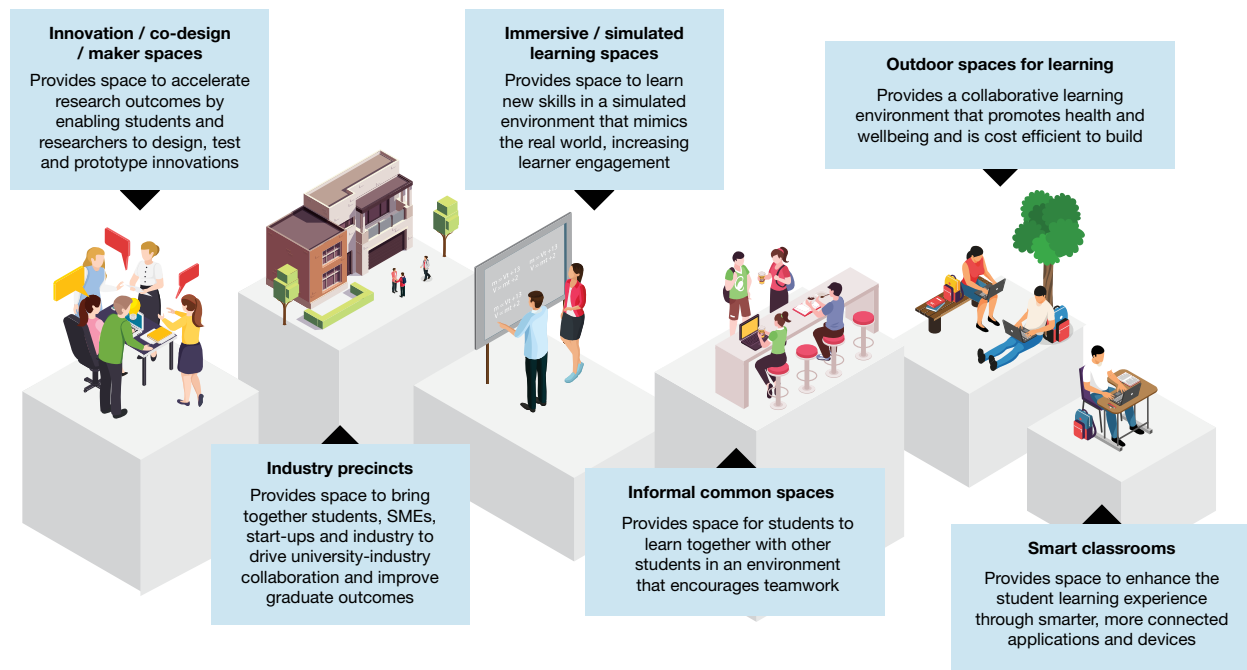 Innovation / co-design
/ maker spaces
Provides space to accelerate
research outcomes by
enabling students and
researchers to design, test
and prototype innovations
Immersive / simulated
learning spaces
Provides space to learn
new skills in a simulated
environment that mimics
the real world, increasing
learner engagement
Outdoor spaces for learning
Provides a collaborative learning
environment that promotes health and
wellbeing and is cost efficient to build
Industry precincts
Provides space to bring
together students, SMEs,
start-ups and industry to
drive university-industry
collaboration and improve
graduate outcomes
Informal common spaces
Provides space for students to
learn together with other
students in an environment
that encourages teamwork
Smart classrooms
Provides space to enhance the
student learning experience
through smarter, more connected
applications and devices